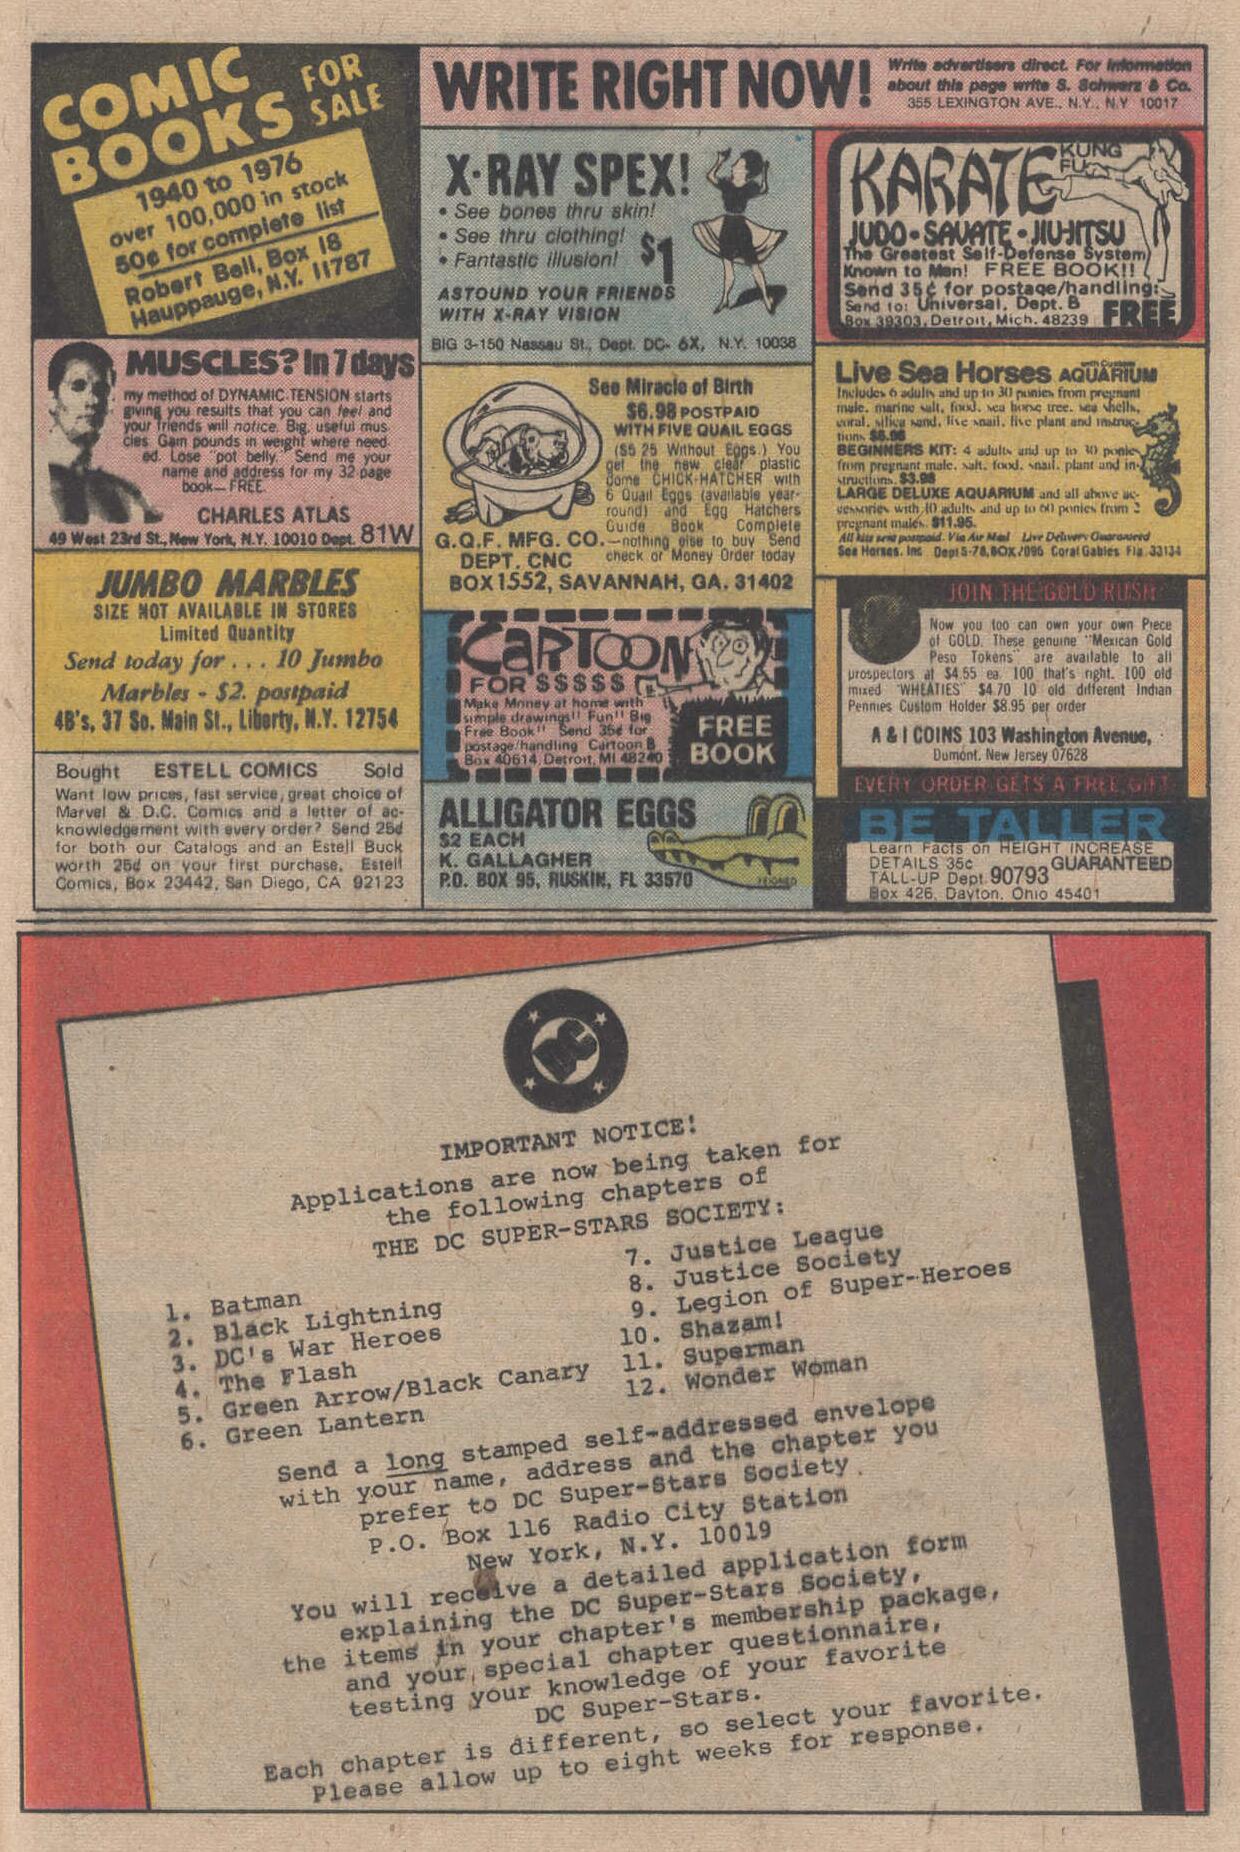 COMIC
BOOKS
FOR
SALE
1940 to 1976
over 100,000 in stock
50¢ for complete list
Robert Bell, Box 18
Hauppauge, N.Y. 11787
WRITE RIGHT NOW!
Write advertisers direct. For information
about this page write S. Schwarz & Co.
355 LEXINGTON AVE., N.Y., N.Y 10017
X-RAY SPEX!
• See bones thru skin!
• See thru clothing!
• Fantastic illusion!
$1
ASTOUND YOUR FRIENDS
WITH X-RAY VISION
BIG 3-150 Nassau St., Dept. DC- 6X, N.Y. 10038
KARATE
KUNG
FU
JUDO • SAVATE • JIU-JITSU
The Greatest Self-Defense System
Known to Man! FREE BOOK!!
Send 35¢ for postage/handling:
Send to: Universal, Dept. B
Box 39303, Detroit, Mich. 48239
FREE
MUSCLES? In 7 days
my method of DYNAMIC-TENSION starts
giving you results that you can feel and
your friends will notice. Big, useful mus-
cles. Gain pounds in weight where need-
ed. Lose "pot belly." Send me your
name and address for my 32 page
book—FREE.
CHARLES ATLAS
49 West 23rd St., New York, N.Y. 10010 Dept. 81W
See Miracle of Birth
$6.98 POSTPAID
WITH FIVE QUAIL EGGS
($5.25 Without Eggs.) You
get the new clear plastic
dome CHICK-HATCHER with
6 Quail Eggs (available year-
round) and Egg Hatchers
Guide Book Complete
—nothing else to buy Send
check or Money Order today
G.Q.F. MFG. CO.
DEPT. CNC
BOX 1552, SAVANNAH, GA. 31402
Live Sea Horses with Custom AQUARIUM
Includes 6 adults and up to 30 ponies from pregnant
male, marine salt, food, sea horse tree, sea shells,
coral, silica sand, live snail, live plant and instruc-
tions $6.98
BEGINNERS KIT: 4 adults and up to 30 ponies
from pregnant male, salt, food, snail, plant and in-
structions. $3.98
LARGE DELUXE AQUARIUM and all above ac-
cessories with 10 adults and up to 60 ponies from 2
pregnant males. $11.95.
All kits sent postpaid. Via Air Mail Live Delivery Guaranteed
Sea Horses, Inc Dept S-78, BOX /096 Coral Gables Fla. 33134
JUMBO MARBLES
SIZE NOT AVAILABLE IN STORES
Limited Quantity
Send today for . . . 10 Jumbo
Marbles - $2. postpaid
4B's, 37 So. Main St., Liberty, N.Y. 12754
CARTOON
FOR $$$$$
Make Money at home with
simple drawings!! Fun!! Big
Free Book!! Send 35¢ for
postage/handling Cartoon B
Box 40614, Detroit, MI 48240
FREE
BOOK
JOIN THE GOLD RUSH
Now you too can own your own Piece
of GOLD. These genuine "Mexican Gold
Peso Tokens" are available to all
prospectors at $4.55 ea. 100 that's right. 100 old
mixed "WHEATIES" $4.70 10 old different Indian
Pennies Custom Holder $8.95 per order
A & I COINS 103 Washington Avenue,
Dumont, New Jersey 07628
EVERY ORDER GETS A FREE GIFT
Bought ESTELL COMICS Sold
Want low prices, fast service, great choice of
Marvel & D.C. Comics and a letter of ac-
knowledgement with every order? Send 25¢
for both our Catalogs and an Estell Buck
worth 25¢ on your first purchase. Estell
Comics, Box 23442, San Diego, CA 92123
ALLIGATOR EGGS
$2 EACH
K. GALLAGHER
P.O. BOX 95, RUSKIN, FL 33570
BE TALLER
Learn Facts on HEIGHT INCREASE
DETAILS 35¢ GUARANTEED
TALL-UP Dept. 90793
Box 426, Dayton, Ohio 45401
DC
IMPORTANT NOTICE!
Applications are now being taken for
the following chapters of
THE DC SUPER-STARS SOCIETY:
1. Batman
2. Black Lightning
3. DC's War Heroes
4. The Flash
5. Green Arrow/Black Canary
6. Green Lantern
7. Justice League
8. Justice Society
9. Legion of Super-Heroes
10. Shazam!
11. Superman
12. Wonder Woman
Send a long stamped self-addressed envelope
with your name, address and the chapter you
prefer to DC Super-Stars Society
P.O. Box 116 Radio City Station
New York, N.Y. 10019
You will receive a detailed application form
explaining the DC Super-Stars Society,
the items in your chapter's membership package,
and your special chapter questionnaire,
testing your knowledge of your favorite
DC Super-Stars.
Each chapter is different, so select your favorite.
Please allow up to eight weeks for response.